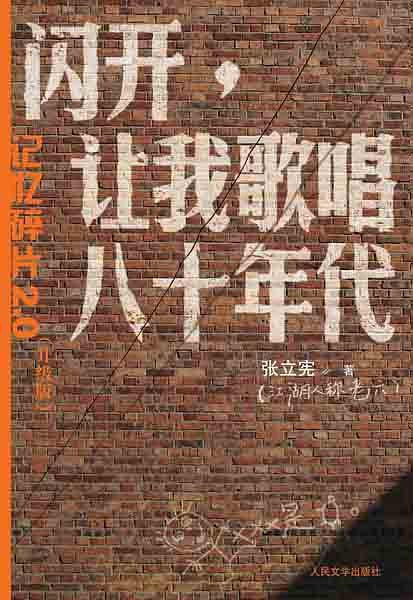 闪开，
让我歌唱
八十年代
记忆碎片2.0
(升级版)
张立宪 著
(江湖人称老六)
人民文学出版社